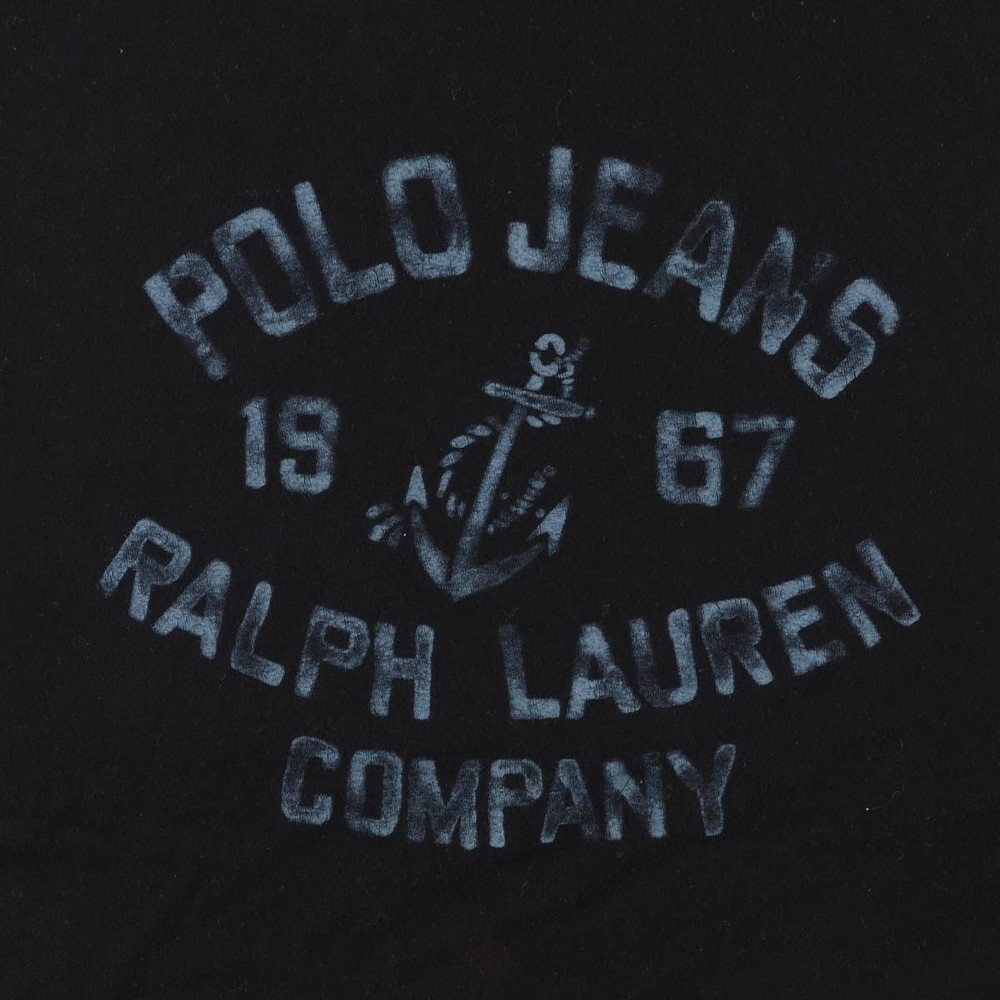 POLO JEANS
19 67
RALPH LAUREN
COMPANY